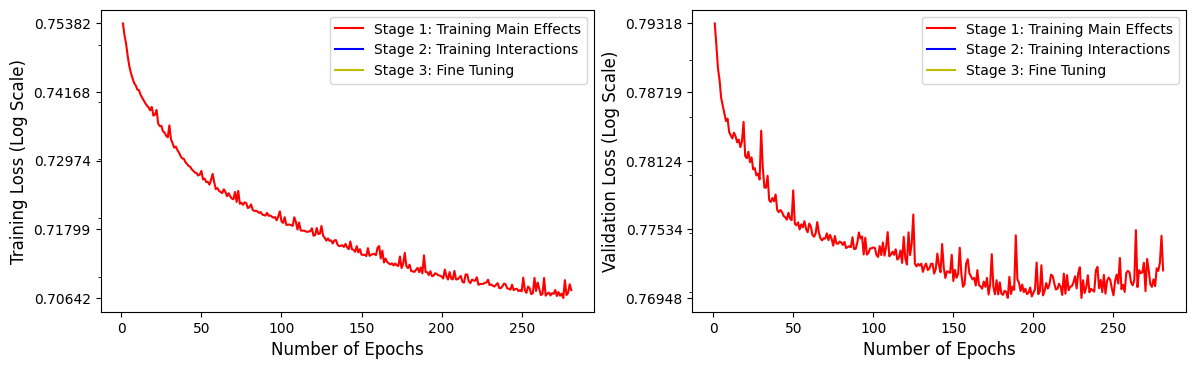 Training Loss (Log Scale)
0.75382
0.74168
0.72974
0.71799
0.70642
0
50
100
150
200
250
Number of Epochs
Stage 1: Training Main Effects
Stage 2: Training Interactions
Stage 3: Fine Tuning
Validation Loss (Log Scale)
0.79318
0.78719
0.78124
0.77534
0.76948
0
50
100
150
200
250
Number of Epochs
Stage 1: Training Main Effects
Stage 2: Training Interactions
Stage 3: Fine Tuning